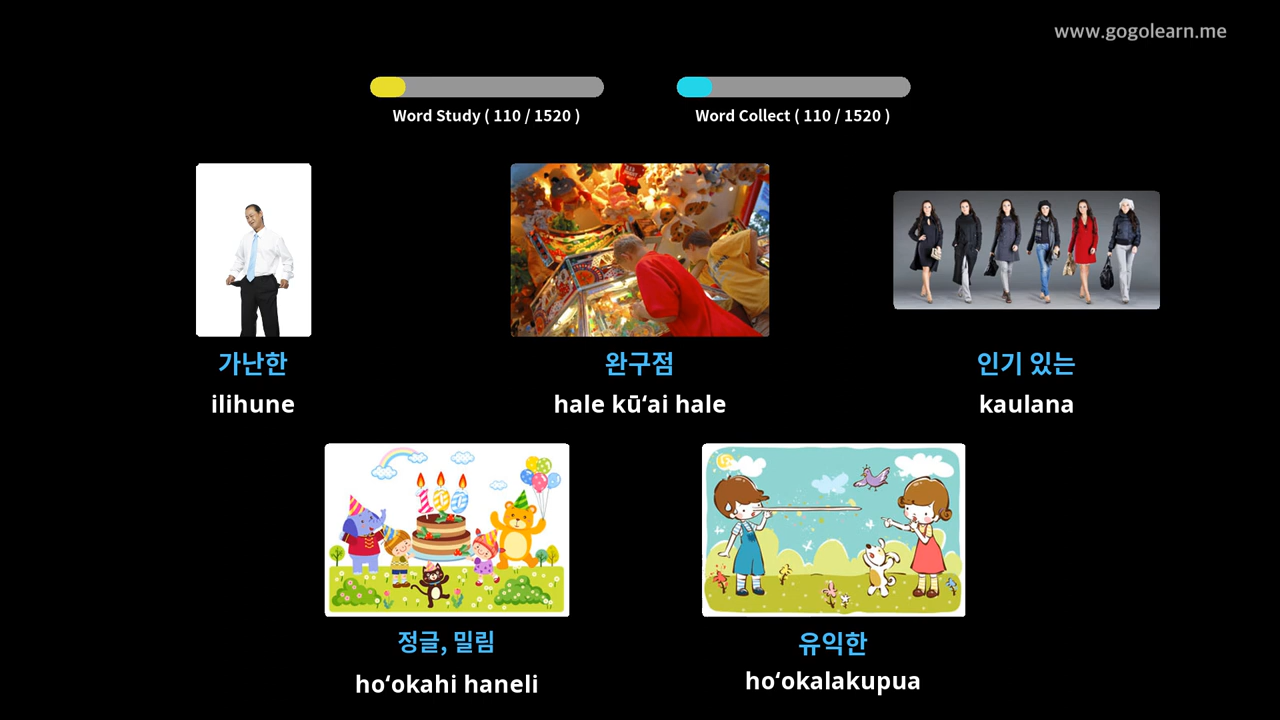 www.gogolearn.me
Word Study ( 110 / 1520 )
Word Collect ( 110 / 1520 )
가난한
ilihune
완구점
hale kūʻai hale
인기 있는
kaulana
100
정글, 밀림
hoʻokahi haneli
유익한
hoʻokalakupua